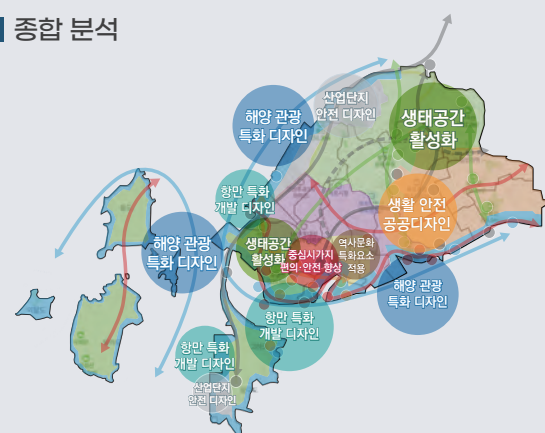 종합 분석
산업단지
안전 디자인
해양 관광
특화 디자인
생태공간
활성화
항만 특화
개발 디자인
생활 안전
공공디자인
해양 관광
특화 디자인
생태공간
활성화
중심시가지
편의·안전 향상
역사문화
특화요소
적용
해양 관광
특화 디자인
항만 특화
개발 디자인
항만 특화
개발 디자인
산업단지
안전 디자인